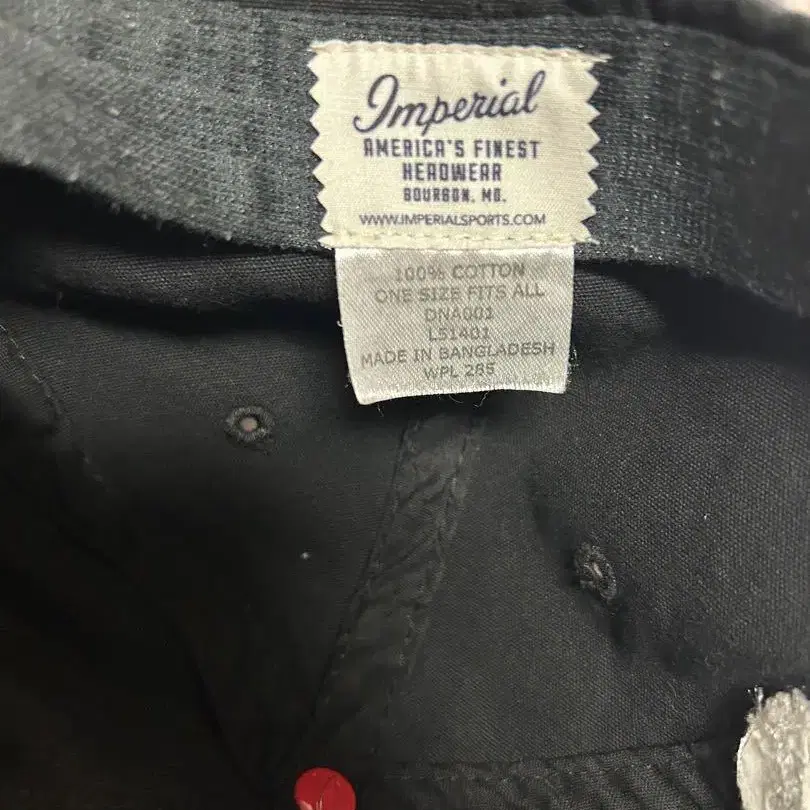 Imperial
AMERICA'S FINEST
HEADWEAR
BOURBON, MO.
WWW.IMPERIALSPORTS.COM
100% COTTON
ONE SIZE FITS ALL
DNA001
LS1401
MADE IN BANGLADESH
WPL 285